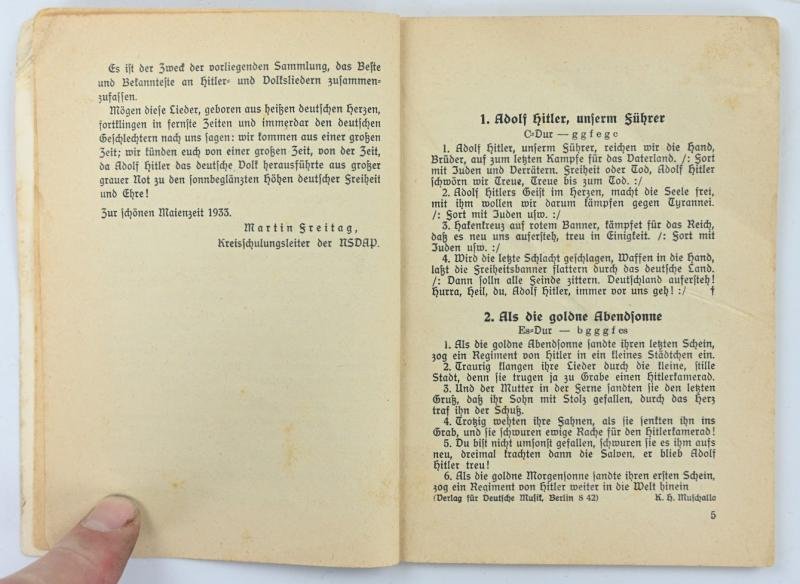 Es ist der Zweck der vorliegenden Sammlung, das Beste
und Bekannteste an Hitler- und Volksliedern zusammen-
zufassen.
Mögen diese Lieder, geboren aus heißen deutschen Herzen,
fortklingen in fernste Zeiten und immerdar den deutschen
Geschlechtern nach uns sagen: wir kommen aus einer großen
Zeit; wir künden euch von einer großen Zeit, von der Zeit,
da Adolf Hitler das deutsche Volk herausführte aus großer
grauer Not zu den sonnbeglänzten Höhen deutscher Freiheit
und Ehre!
Zur schönen Maienzeit 1933.
Martin Freitag,
Kreisschulungsleiter der NSDAP.
1. Adolf Hitler, unserm Führer
C-Dur — g g f e g c
1. Adolf Hitler, unserm Führer, reichen wir die Hand,
Brüder, auf zum letzten Kampfe für das Vaterland. /: Fort
mit Juden und Verrätern. Freiheit oder Tod, Adolf Hitler
schwörn wir Treue, Treue bis zum Tod. :/
2. Adolf Hitlers Geist im Herzen, macht die Seele frei,
mit ihm wollen wir darum kämpfen gegen Tyrannei.
/: Fort mit Juden usw. :/
3. Hakenkreuz auf rotem Banner, kämpfet für das Reich,
daß es neu uns aufersteh, treu in Einigkeit. /: Fort mit
Juden usw. :/
4. Wird die letzte Schlacht geschlagen, Waffen in die Hand,
laßt die Freiheitsbanner flattern durch das deutsche Land.
/: Dann solln alle Feinde zittern. Deutschland aufersteh!
Hurra, Heil, du, Adolf Hitler, immer vor uns geh! :/ †
2. Als die goldne Abendsonne
Es-Dur — b g g g f es
1. Als die goldne Abendsonne sandte ihren letzten Schein,
zog ein Regiment von Hitler in ein kleines Städtchen ein.
2. Traurig klangen ihre Lieder durch die kleine, stille
Stadt, denn sie trugen ja zu Grabe einen Hitlerkamerad.
3. Und der Mutter in der Ferne sandten sie den letzten
Gruß, daß ihr Sohn mit Stolz gefallen, durch das Herz
traf ihn der Schuß.
4. Trotzig wehten ihre Fahnen, als sie senkten ihn ins
Grab, und sie schwuren ewige Rache für den Hitlerkamerad!
5. Du bist nicht umsonst gefallen, schwuren sie es ihm aufs
neu, dreimal krachten dann die Salven, er blieb Adolf
Hitler treu!
6. Als die goldne Morgensonne sandte ihren ersten Schein,
zog ein Regiment von Hitler weiter in die Welt hinein
(Verlag für Deutsche Musik, Berlin S 42) K. H. Muschalla
5